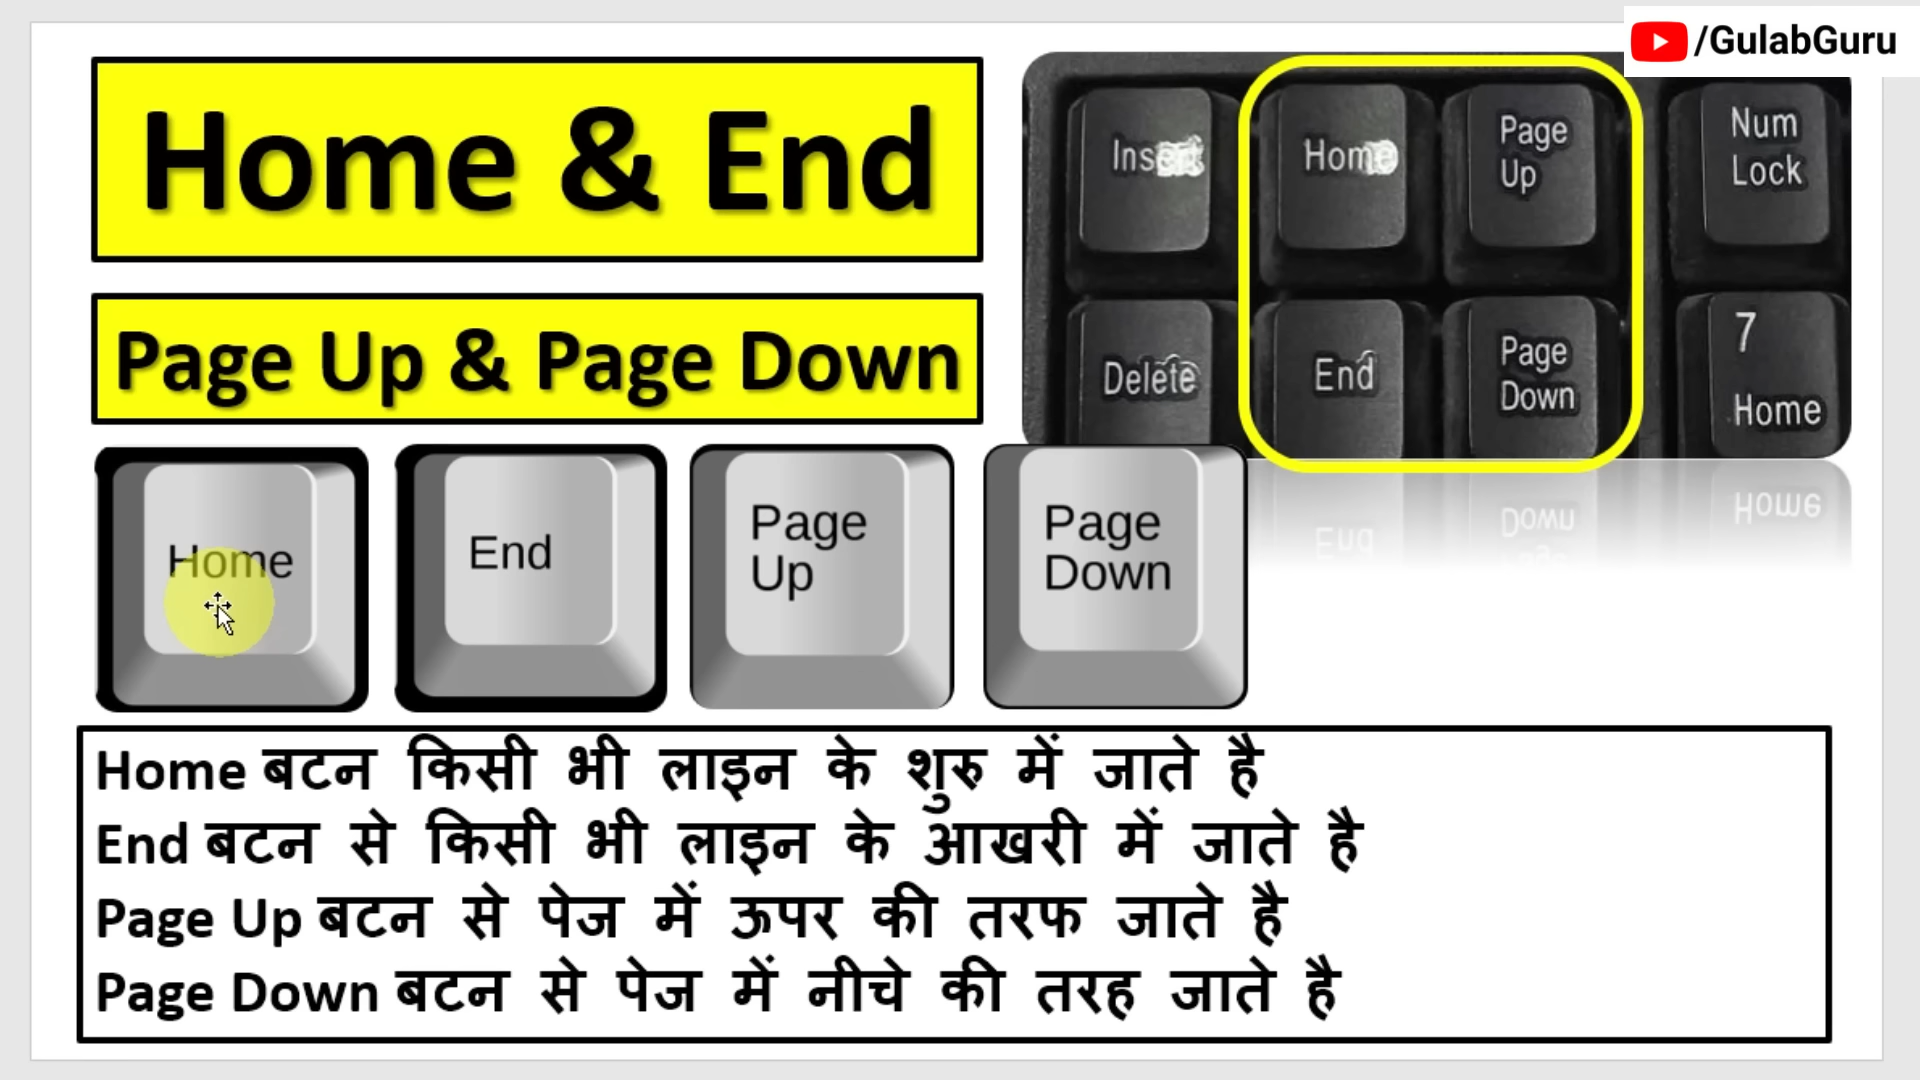 /GulabGuru
Home & End
Page Up & Page Down
Insert
Home
Page
Up
Num
Lock
Delete
End
Page
Down
7
Home
Home
End
Page
Up
Page
Down
Home बटन किसी भी लाइन के शुरु में जाते है
End बटन से किसी भी लाइन के आखरी में जाते है
Page Up बटन से पेज में ऊपर की तरफ जाते है
Page Down बटन से पेज में नीचे की तरह जाते है